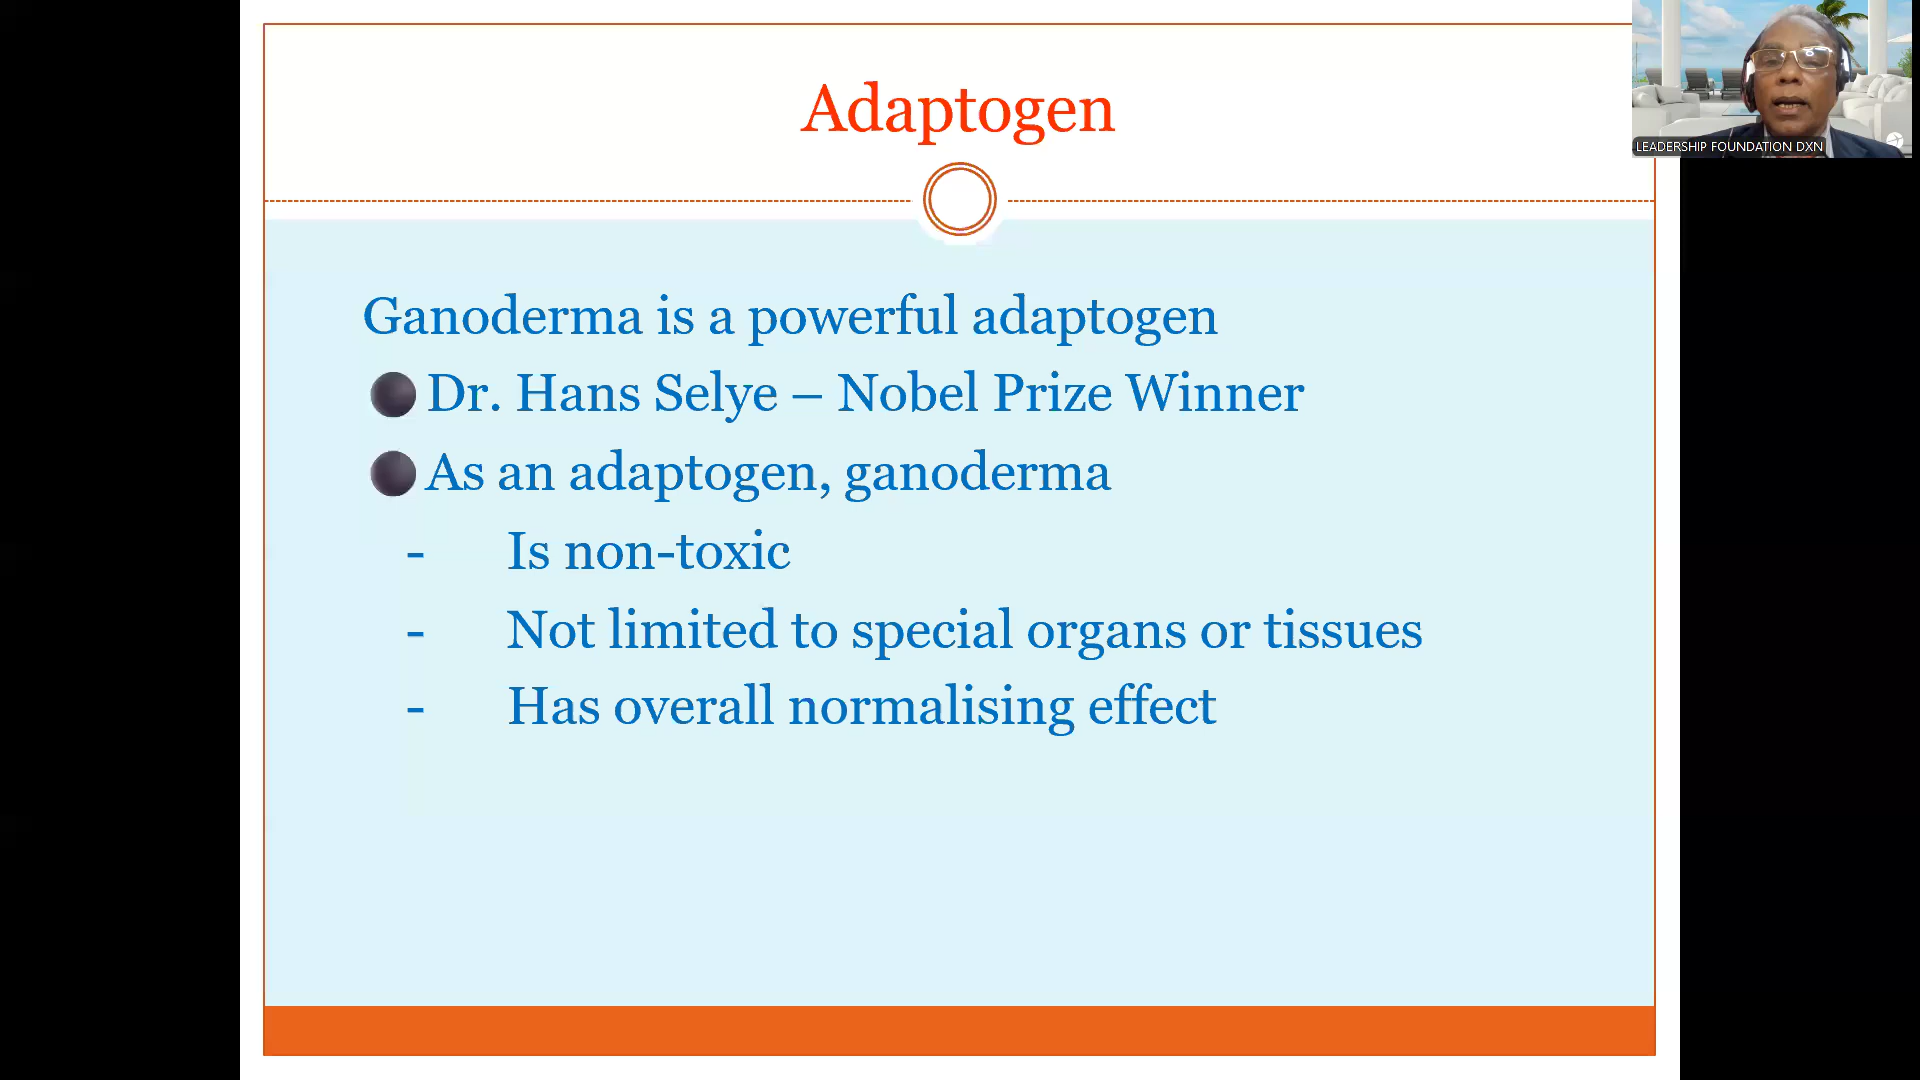 Adaptogen
LEADERSHIP FOUNDATION DXN
Ganoderma is a powerful adaptogen
Dr. Hans Selye – Nobel Prize Winner
As an adaptogen, ganoderma
- Is non-toxic
- Not limited to special organs or tissues
- Has overall normalising effect